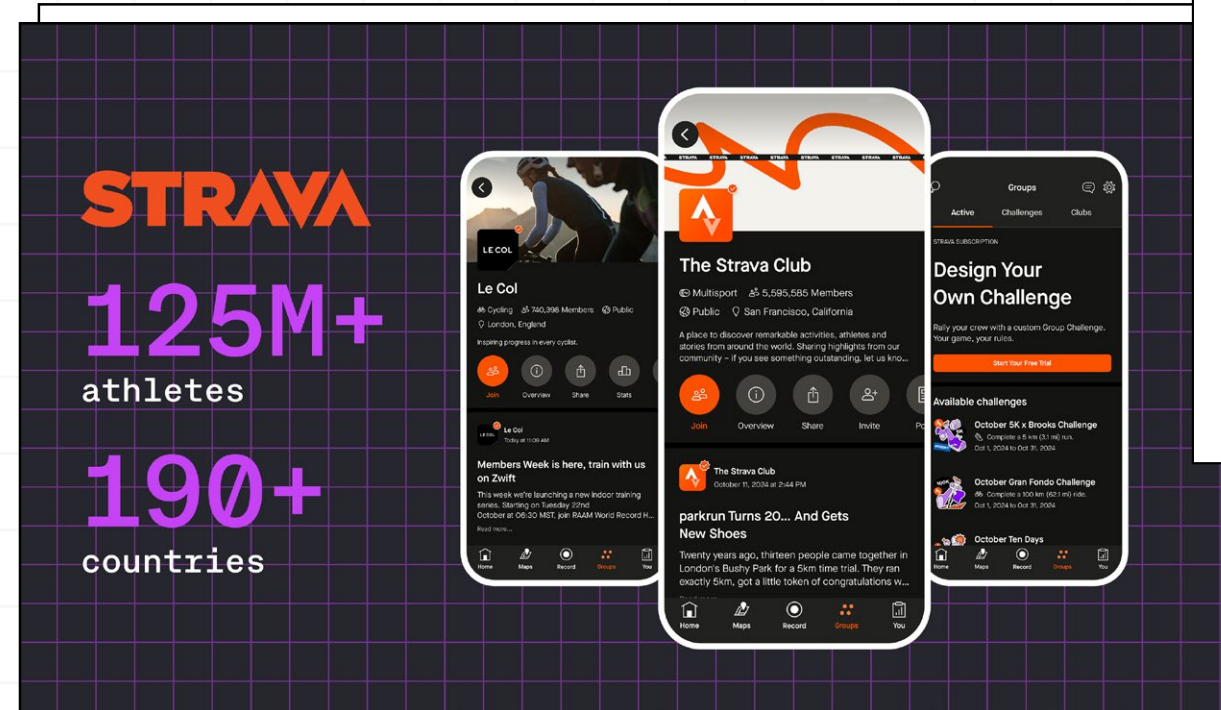 STRAVA
125M+
athletes
190+
countries
LE COL
Le Col
Cycling 740,398 Members Public
London, England
Inspiring progress in every cyclist.
Join Overview Share Stats
LE COL
Le Col
Today at 11:09 AM
Members Week is here, train with us
on Zwift
This week we're launching a new indoor training
series. Starting on Tuesday 22nd
October at 06:30 MST, join RAAM World Record H...
Read more...
Home Maps Record Groups You
STRAVA STRAVA STRAVA STRAVA STRAVA STRAVA STRAVA STRAVA
The Strava Club
Multisport 5,595,585 Members
Public San Francisco, California
A place to discover remarkable activities, athletes and
stories from around the world. Sharing highlights from our
community – if you see something outstanding, let us kno...
Join Overview Share Invite Po
The Strava Club
October 11, 2024 at 2:44 PM
parkrun Turns 20... And Gets
New Shoes
Twenty years ago, thirteen people came together in
London's Bushy Park for a 5km time trial. They ran
exactly 5km, got a little token of congratulations w...
Home Maps Record Groups You
Groups
Active Challenges Clubs
STRAVA SUBSCRIPTION
Design Your
Own Challenge
Rally your crew with a custom Group Challenge.
Your game, your rules.
Start Your Free Trial
Available challenges
October 5K x Brooks Challenge
Complete a 5 km (3.1 mi) run.
Oct 1, 2024 to Oct 31, 2024
October Gran Fondo Challenge
Complete a 100 km (62.1 mi) ride.
Oct 1, 2024 to Oct 31, 2024
October Ten Days
Home Maps Record Groups You